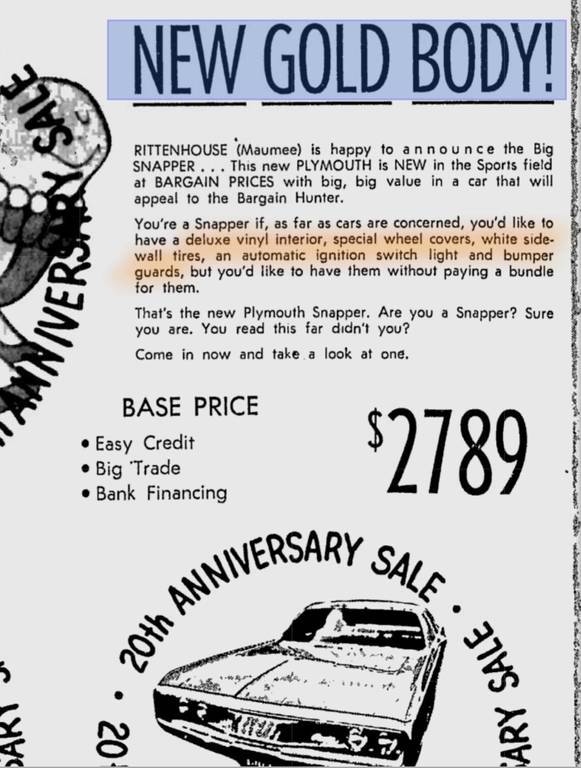 NEW GOLD BODY!
RITTENHOUSE (Maumee) is happy to announce the Big
SNAPPER . . . This new PLYMOUTH is NEW in the Sports field
at BARGAIN PRICES with big, big value in a car that will
appeal to the Bargain Hunter.
You're a Snapper if, as far as cars are concerned, you'd like to
have a deluxe vinyl interior, special wheel covers, white side-
wall tires, an automatic ignition switch light and bumper
guards, but you'd like to have them without paying a bundle
for them.
That's the new Plymouth Snapper. Are you a Snapper? Sure
you are. You read this far didn't you?
Come in now and take a look at one.
BASE PRICE
• Easy Credit
• Big Trade
• Bank Financing
$2789
ANNIVERSARY SALE
• 20th ANNIVERSARY SALE •
SALE